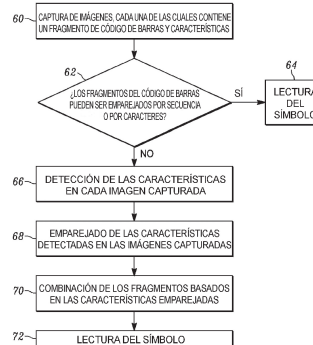 60
CAPTURA DE IMÁGENES, CADA UNA DE LAS CUALES CONTIENE
UN FRAGMENTO DE CÓDIGO DE BARRAS Y CARACTERÍSTICAS
62
¿LOS FRAGMENTOS DEL CÓDIGO DE BARRAS
PUEDEN SER EMPAREJADOS POR SECUENCIA
O POR CARACTERES?
SÍ
64
LECTURA
DEL
SÍMBOLO
NO
66
DETECCIÓN DE LAS CARACTERÍSTICAS
EN CADA IMAGEN CAPTURADA
68
EMPAREJADO DE LAS CARACTERÍSTICAS
DETECTADAS EN LAS IMÁGENES CAPTURADAS
70
COMBINACIÓN DE LOS FRAGMENTOS BASADOS
EN LAS CARACTERÍSTICAS EMPAREJADAS
72
LECTURA DEL SÍMBOLO